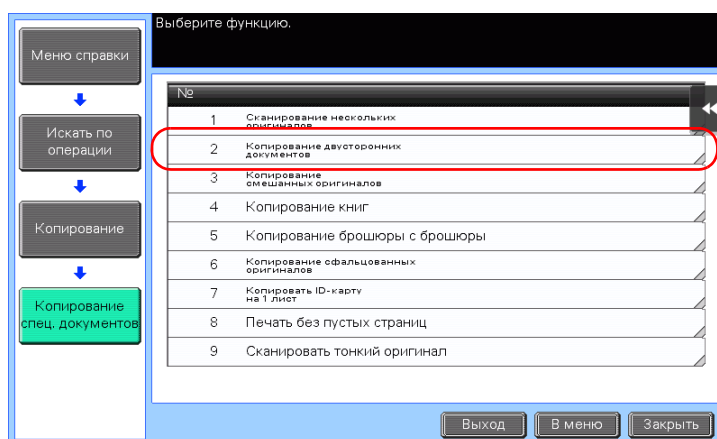 Выберите функцию.
Меню справки
Искать по
операции
Копирование
Копирование
спец. документов
№
1 Сканирование нескольких
оригиналов
2 Копирование двусторонних
документов
3 Копирование
смешанных оригиналов
4 Копирование книг
5 Копирование брошюры с брошюры
6 Копирование сфальцованных
оригиналов
7 Копировать ID-карту
на 1 лист
8 Печать без пустых страниц
9 Сканировать тонкий оригинал
Выход В меню Закрыть